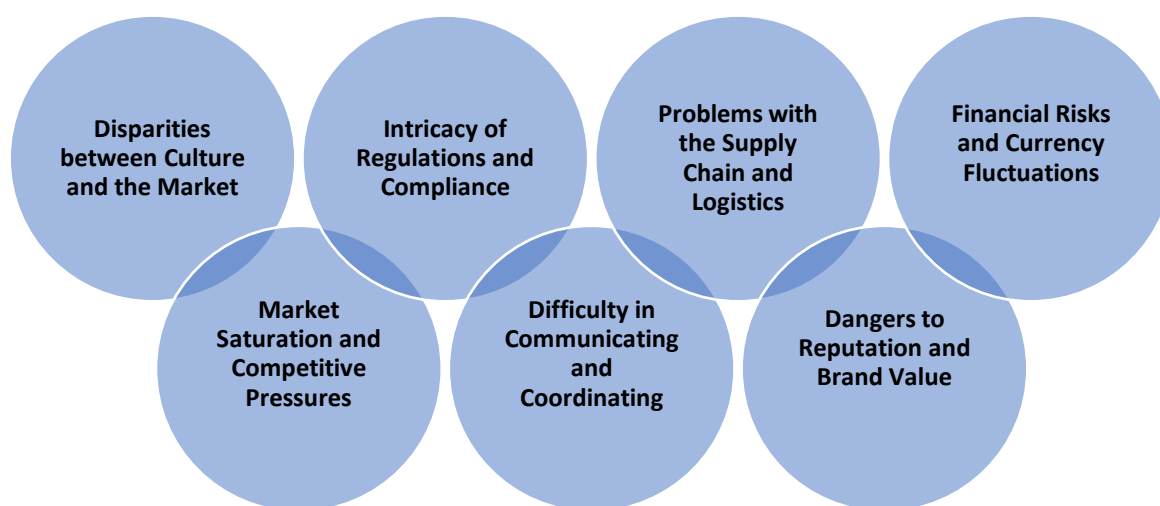 Disparities
between Culture
and the Market
Intricacy of
Regulations and
Compliance
Problems with
the Supply
Chain and
Logistics
Financial Risks
and Currency
Fluctuations
Market
Saturation and
Competitive
Pressures
Difficulty in
Communicating
and
Coordinating
Dangers to
Reputation and
Brand Value